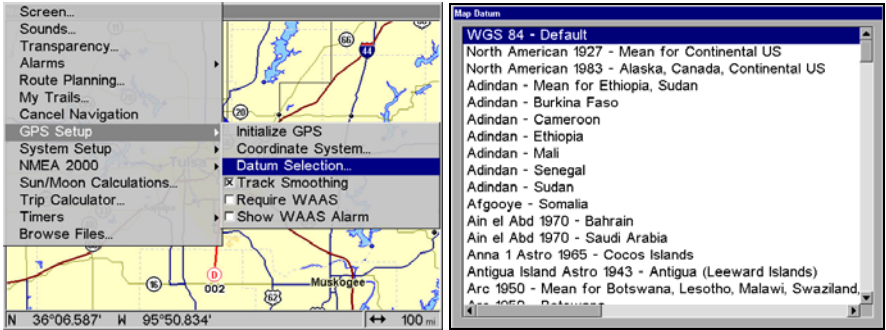 Screen...
Sounds...
Transparency...
Alarms
Route Planning...
My Trails...
Cancel Navigation
GPS Setup
System Setup
NMEA 2000
Sun/Moon Calculations...
Trip Calculator...
Timers
Browse Files...
Initialize GPS
Coordinate System...
Datum Selection...
Track Smoothing
Require WAAS
Show WAAS Alarm
66
44
20
Tulsa
D
002
16
62
Muskogee
N 36°06.587' W 95°50.834'
100 mi
Map Datum
WGS 84 - Default
North American 1927 - Mean for Continental US
North American 1983 - Alaska, Canada, Continental US
Adindan - Mean for Ethiopia, Sudan
Adindan - Burkina Faso
Adindan - Cameroon
Adindan - Ethiopia
Adindan - Mali
Adindan - Senegal
Adindan - Sudan
Afgooye - Somalia
Ain el Abd 1970 - Bahrain
Ain el Abd 1970 - Saudi Arabia
Anna 1 Astro 1965 - Cocos Islands
Antigua Island Astro 1943 - Antigua (Leeward Islands)
Arc 1950 - Mean for Botswana, Lesotho, Malawi, Swaziland,
Arc 1950 - Botswana